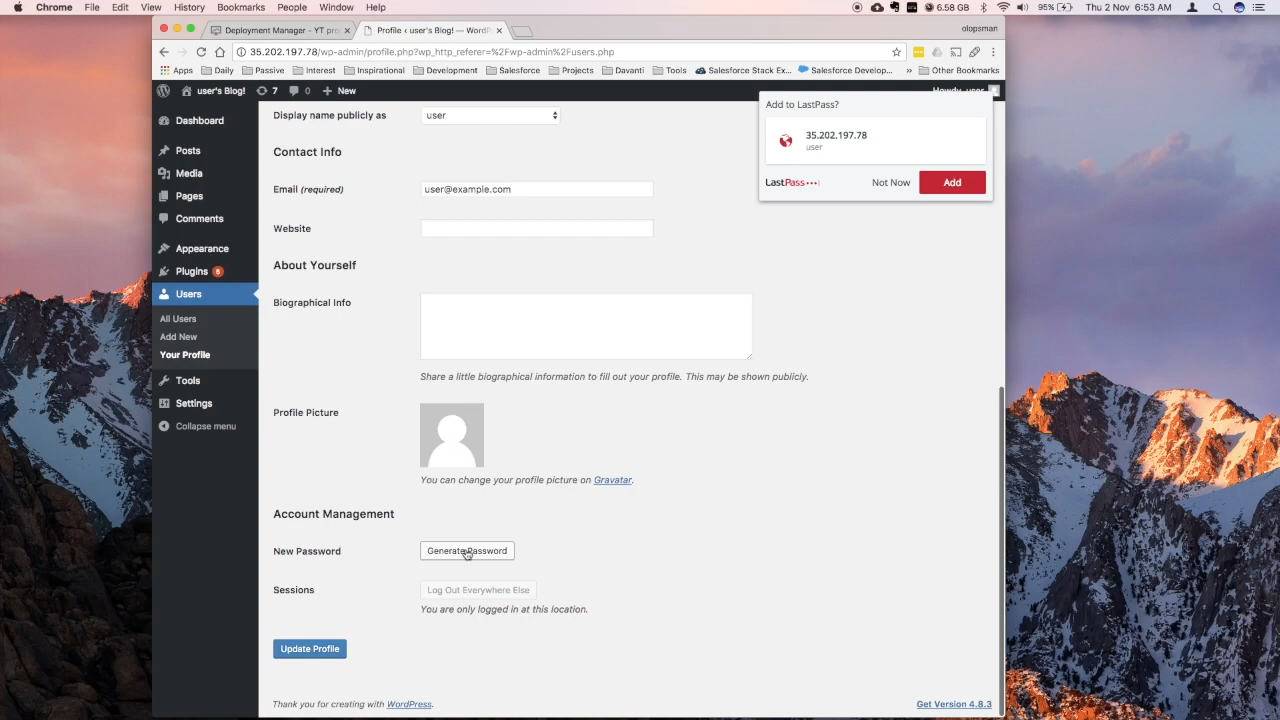 Chrome File Edit View History Bookmarks People Window Help 6.58 GB 95% Thu 2 Nov 6:53 AM
Deployment Manager - YT pro
Profile ‹ user's Blog! — WordP
olopsman
35.202.197.78/wp-admin/profile.php?wp_http_referer=%2Fwp-admin%2Fusers.php
Apps Daily Passive Interest Inspirational Development Salesforce Projects Davanti Tools Salesforce Stack Ex... Salesforce Develop... » Other Bookmarks
user's Blog! 7 0 New Howdy, user
Dashboard
Posts
Media
Pages
Comments
Appearance
Plugins 6
Users
All Users
Add New
Your Profile
Tools
Settings
Collapse menu
Display name publicly as user
Contact Info
Email (required) user@example.com
Website
About Yourself
Biographical Info
Share a little biographical information to fill out your profile. This may be shown publicly.
Profile Picture
You can change your profile picture on Gravatar.
Account Management
New Password Generate Password
Sessions Log Out Everywhere Else
You are only logged in at this location.
Update Profile
Thank you for creating with WordPress. Get Version 4.8.3
Add to LastPass?
35.202.197.78
user
LastPass Not Now Add